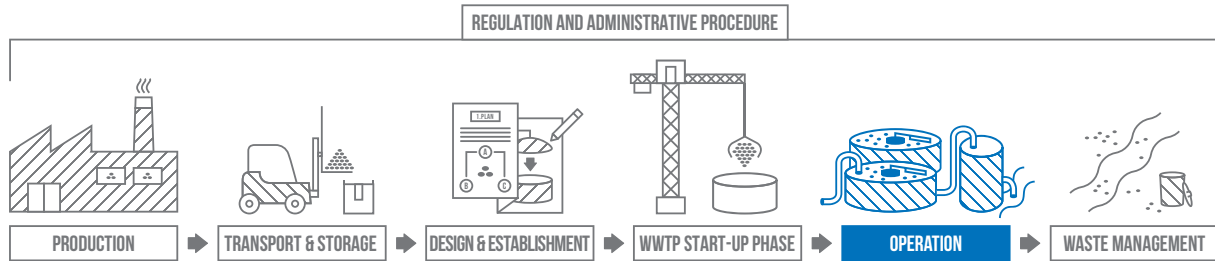 REGULATION AND ADMINISTRATIVE PROCEDURE
1.PLAN
A
B
C
PRODUCTION
TRANSPORT & STORAGE
DESIGN & ESTABLISHMENT
WWTP START-UP PHASE
OPERATION
WASTE MANAGEMENT